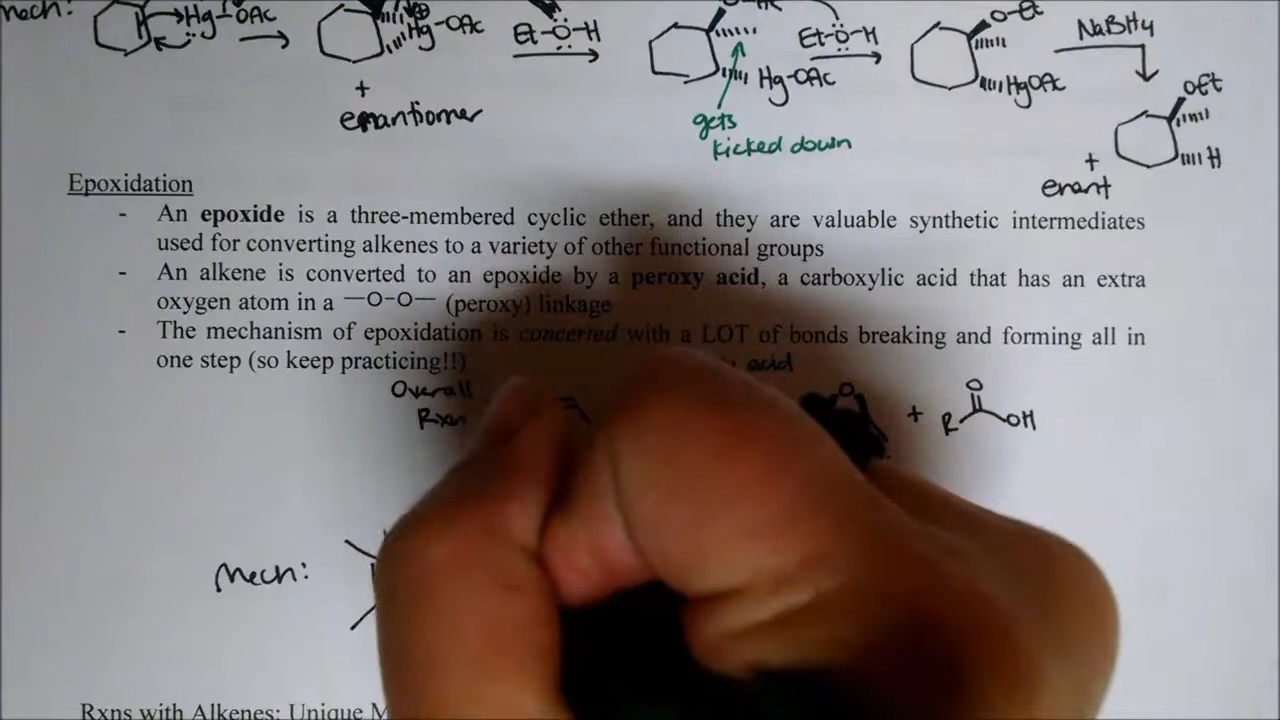 mech:
Hg-OAc
Hg-OAc
Et-O-H
Hg-OAc
Et-O-H
O-Et
HgOAc
NaBH4
OEt
H
+
enantiomer
gets
kicked down
+
enant
Epoxidation
- An epoxide is a three-membered cyclic ether, and they are valuable synthetic intermediates
used for converting alkenes to a variety of other functional groups
- An alkene is converted to an epoxide by a peroxy acid, a carboxylic acid that has an extra
oxygen atom in a —O-O— (peroxy) linkage
- The mechanism of epoxidation is concerted with a LOT of bonds breaking and forming all in
one step (so keep practicing!!)
acid
Overall
Rxn
O
+
O
R
OH
Mech:
Rxns with Alkenes: Unique